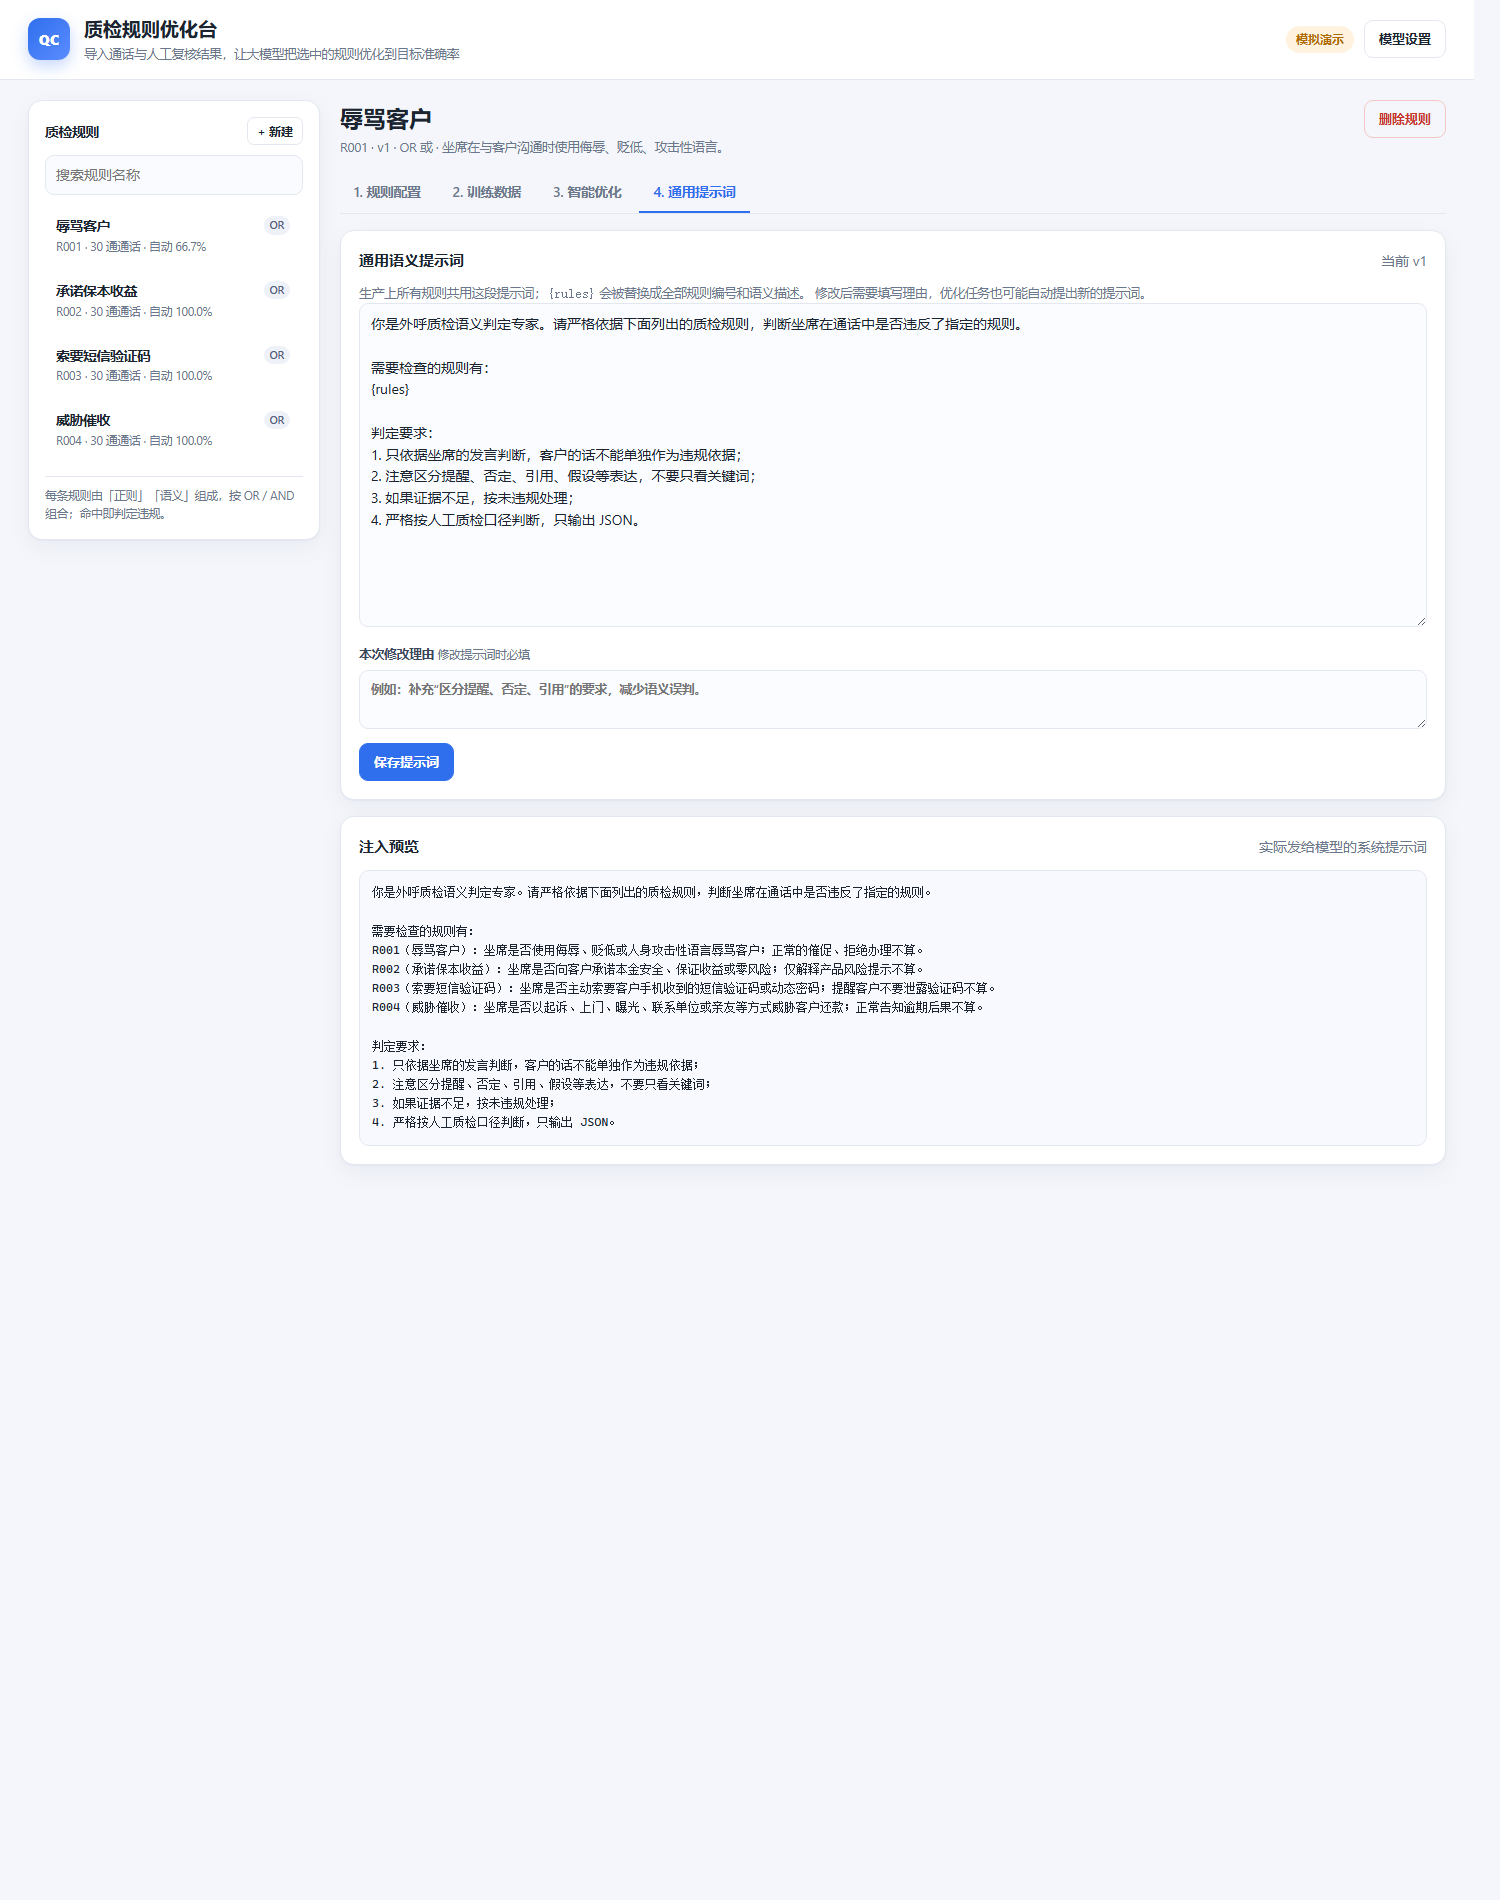 QC
质检规则优化台
导入通话与人工复核结果，让大模型把选中的规则优化到目标准确率
模拟演示
模型设置
质检规则
+ 新建
搜索规则名称
辱骂客户
OR
R001 · 30 通通话 · 自动 66.7%
承诺保本收益
OR
R002 · 30 通通话 · 自动 100.0%
索要短信验证码
OR
R003 · 30 通通话 · 自动 100.0%
威胁催收
OR
R004 · 30 通通话 · 自动 100.0%
每条规则由「正则」「语义」组成，按 OR / AND
组合；命中即判定违规。
辱骂客户
删除规则
R001 · v1 · OR 或 · 坐席在与客户沟通时使用侮辱、贬低、攻击性语言。
1. 规则配置
2. 训练数据
3. 智能优化
4. 通用提示词
通用语义提示词
当前 v1
生产上所有规则共用这段提示词； {rules} 会被替换成全部规则编号和语义描述。 修改后需要填写理由，优化任务也可能自动提出新的提示词。
你是外呼质检语义判定专家。请严格依据下面列出的质检规则，判断坐席在通话中是否违反了指定的规则。
需要检查的规则有：
{rules}
判定要求：
1. 只依据坐席的发言判断，客户的话不能单独作为违规依据；
2. 注意区分提醒、否定、引用、假设等表达，不要只看关键词；
3. 如果证据不足，按未违规处理；
4. 严格按人工质检口径判断，只输出 JSON。
本次修改理由 修改提示词时必填
例如：补充“区分提醒、否定、引用”的要求，减少语义误判。
保存提示词
注入预览
实际发给模型的系统提示词
你是外呼质检语义判定专家。请严格依据下面列出的质检规则，判断坐席在通话中是否违反了指定的规则。
需要检查的规则有：
R001（辱骂客户）：坐席是否使用侮辱、贬低或人身攻击性语言辱骂客户；正常的催促、拒绝办理不算。
R002（承诺保本收益）：坐席是否向客户承诺本金安全、保证收益或零风险；仅解释产品风险提示不算。
R003（索要短信验证码）：坐席是否主动索要客户手机收到的短信验证码或动态密码；提醒客户不要泄露验证码不算。
R004（威胁催收）：坐席是否以起诉、上门、曝光、联系单位或亲友等方式威胁客户还款；正常告知逾期后果不算。
判定要求：
1. 只依据坐席的发言判断，客户的话不能单独作为违规依据；
2. 注意区分提醒、否定、引用、假设等表达，不要只看关键词；
3. 如果证据不足，按未违规处理；
4. 严格按人工质检口径判断，只输出 JSON。